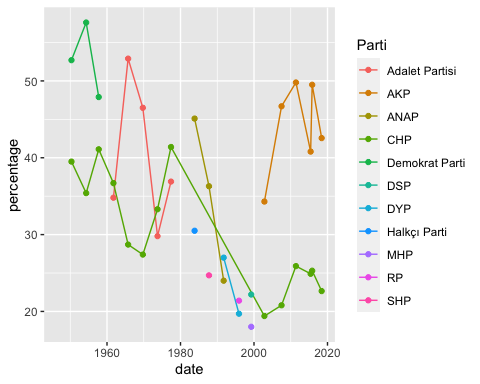 50
40
30
20
percentage
1960
1980
2000
2020
date
Parti
Adalet Partisi
AKP
ANAP
CHP
Demokrat Parti
DSP
DYP
Halkçı Parti
MHP
RP
SHP